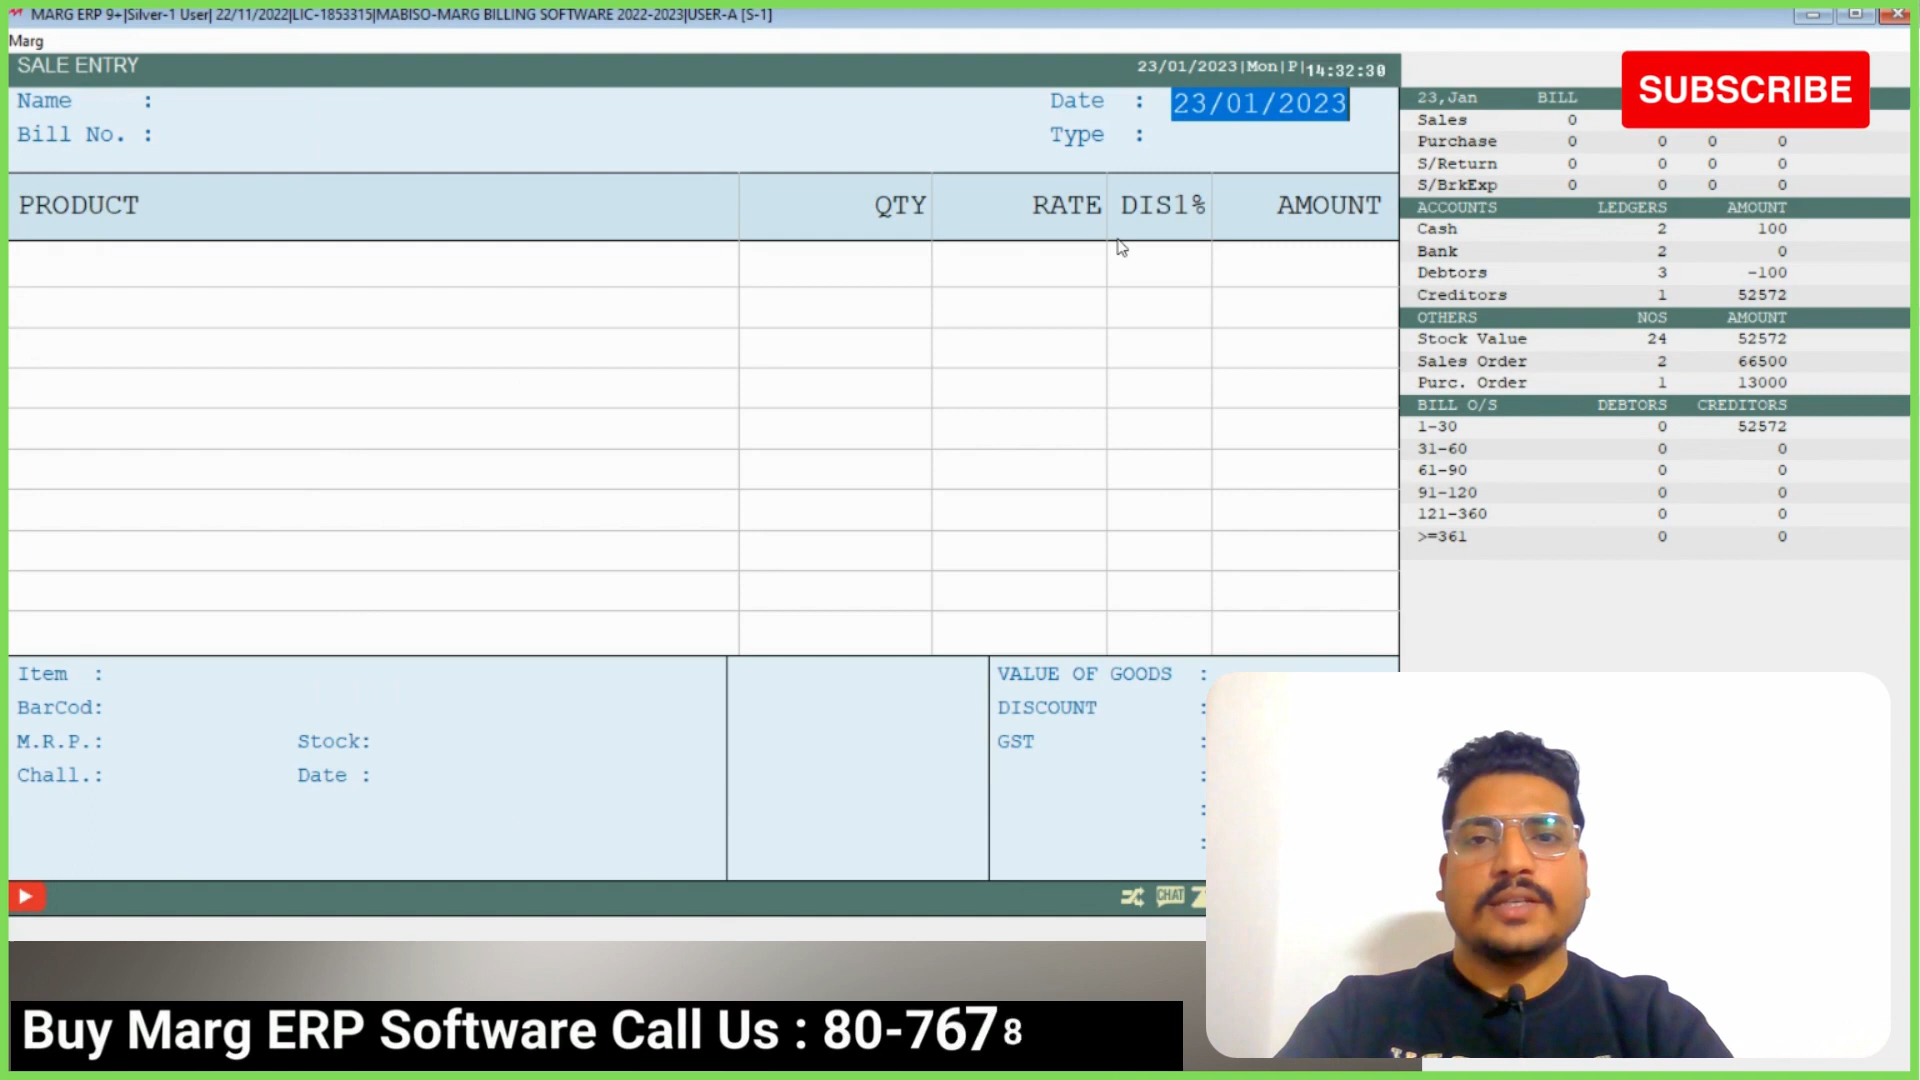 MARG ERP 9+|Silver-1 User| 22/11/2022|LIC-1853315|MABISO-MARG BILLING SOFTWARE 2022-2023|USER-A [S-1]
Marg
SALE ENTRY
23/01/2023|Mon|P|14:32:30
SUBSCRIBE
Name :
Date : 23/01/2023
Bill No. :
Type :
PRODUCT QTY RATE DIS1% AMOUNT
23,Jan BILL
Sales 0
Purchase 0 0 0 0
S/Return 0 0 0 0
S/BrkExp 0 0 0 0
ACCOUNTS LEDGERS AMOUNT
Cash 2 100
Bank 2 0
Debtors 3 -100
Creditors 1 52572
OTHERS NOS AMOUNT
Stock Value 24 52572
Sales Order 2 66500
Purc. Order 1 13000
BILL O/S DEBTORS CREDITORS
1-30 0 52572
31-60 0 0
61-90 0 0
91-120 0 0
121-360 0 0
>=361 0 0
Item :
BarCod:
M.R.P.: Stock:
Chall.: Date :
VALUE OF GOODS :
DISCOUNT :
GST :
:
:
:
CHAT
Buy Marg ERP Software Call Us : 80-7678